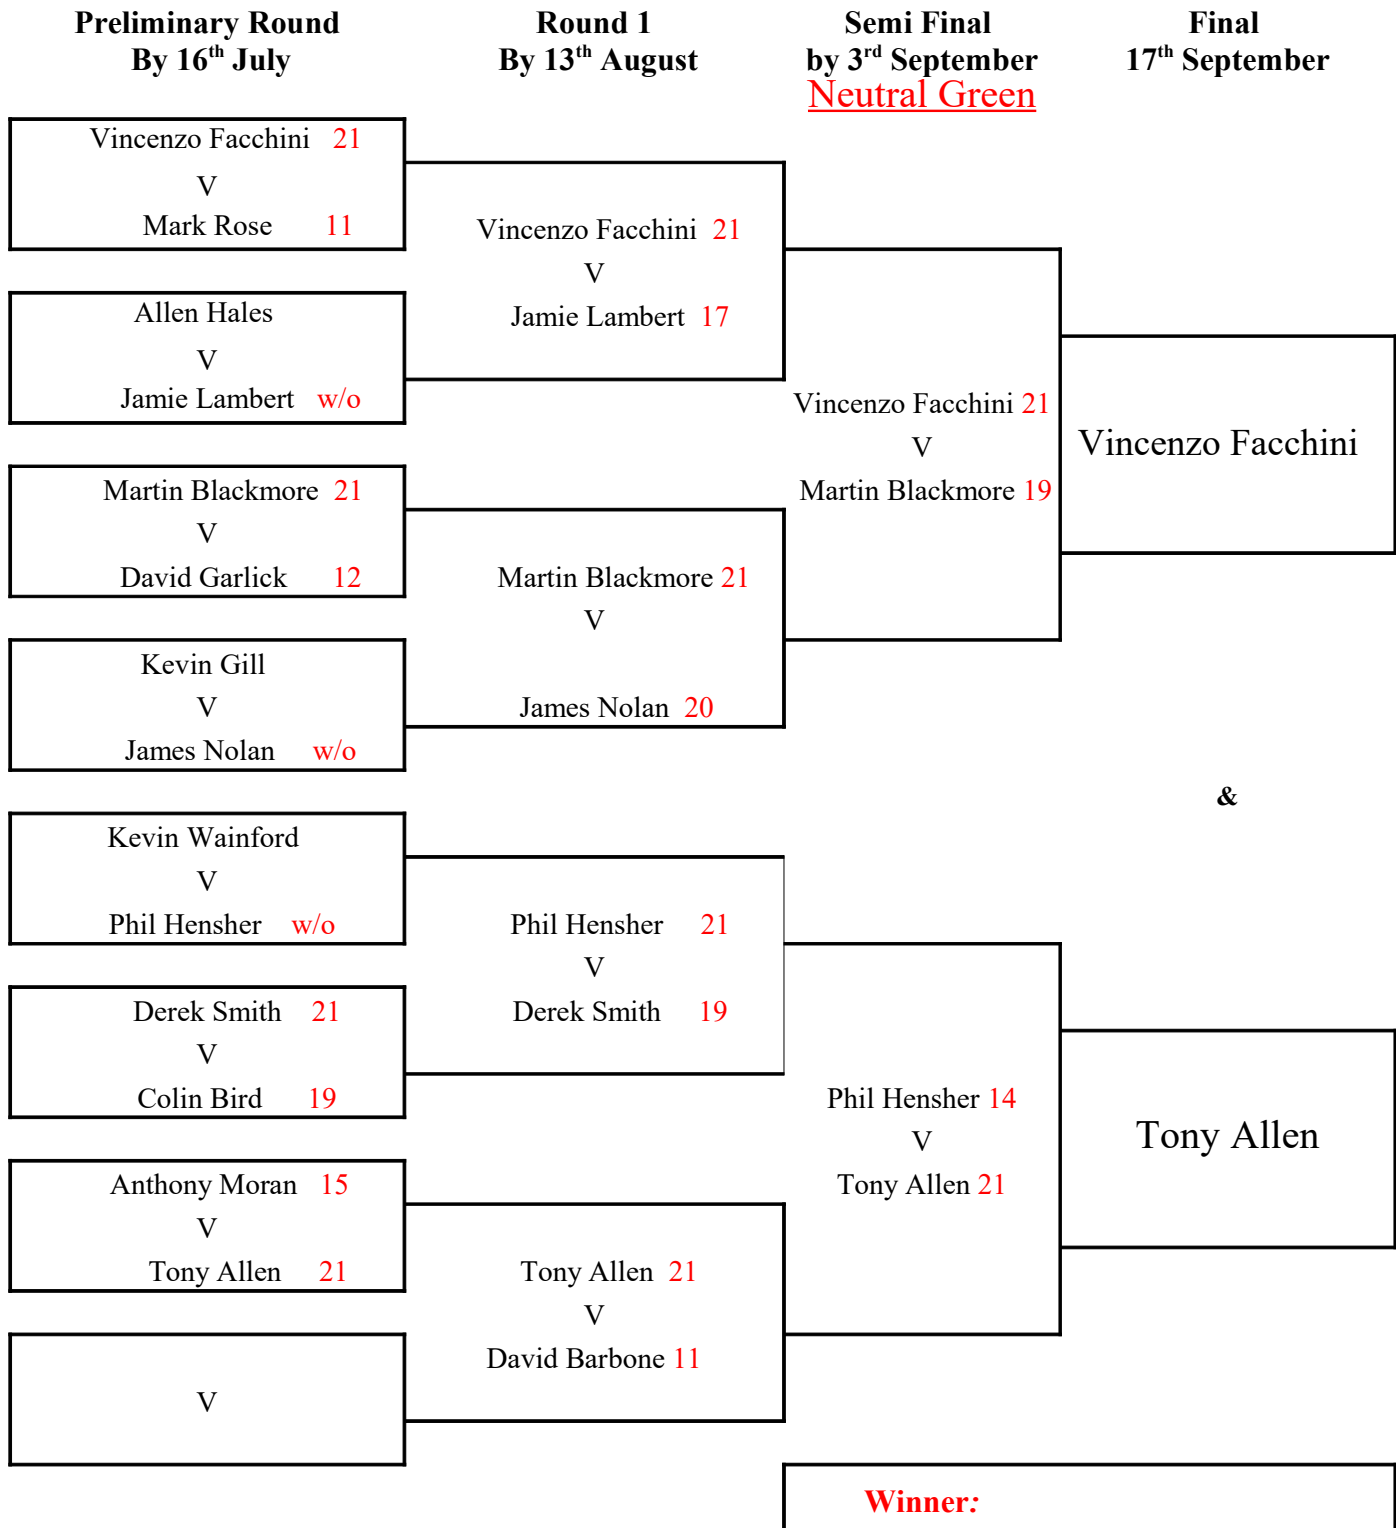 Preliminary Round
By 16th July
Round 1
By 13th August
Semi Final
by 3rd September
Neutral Green
Final
17th September
Vincenzo Facchini 21
V
Mark Rose 11
Allen Hales
V
Jamie Lambert w/o
Martin Blackmore 21
V
David Garlick 12
Kevin Gill
V
James Nolan w/o
Kevin Wainford
V
Phil Hensher w/o
Derek Smith 21
V
Colin Bird 19
Anthony Moran 15
V
Tony Allen 21
V
Vincenzo Facchini 21
V
Jamie Lambert 17
Martin Blackmore 21
V
James Nolan 20
Phil Hensher 21
V
Derek Smith 19
Tony Allen 21
V
David Barbone 11
Vincenzo Facchini 21
V
Martin Blackmore 19
Phil Hensher 14
V
Tony Allen 21
Vincenzo Facchini
&
Tony Allen
Winner: